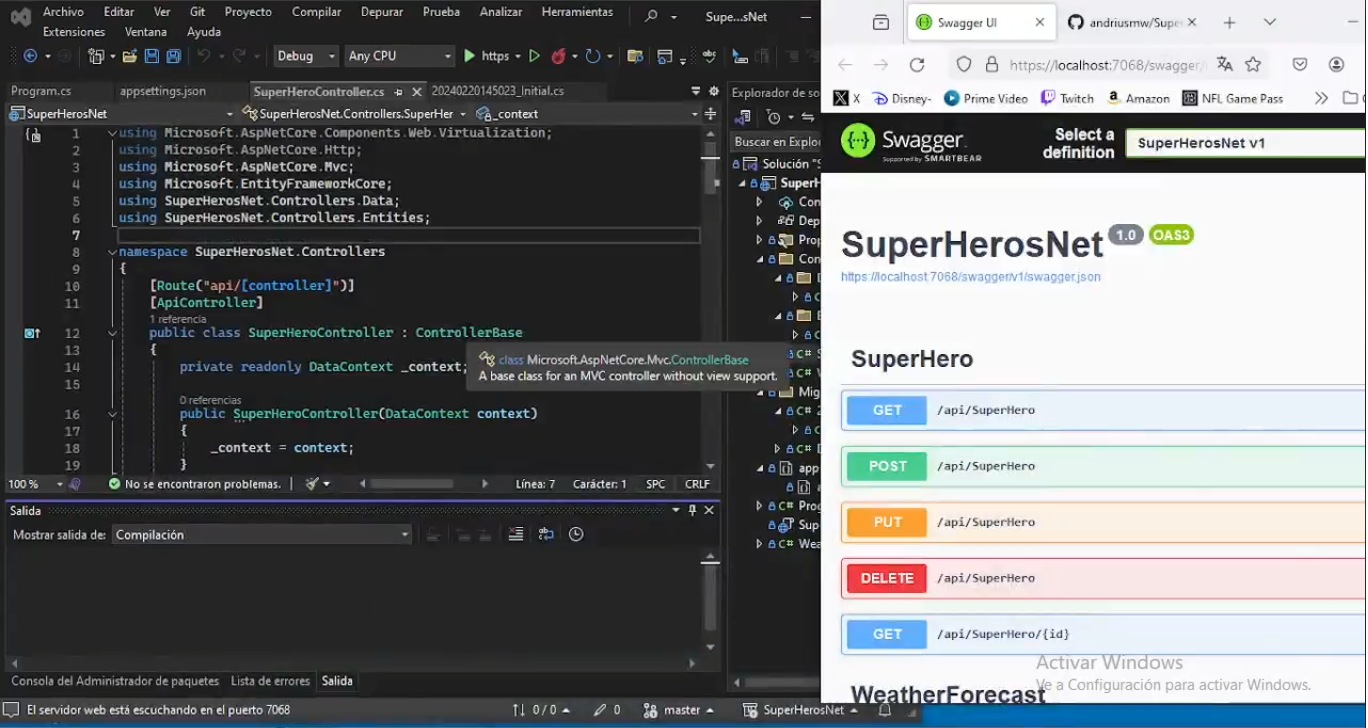 Archivo Editar Ver Git Proyecto Compilar Depurar Prueba Analizar Herramientas Supe...sNet
Extensiones Ventana Ayuda
Debug Any CPU https
Program.cs appsettings.json SuperHeroController.cs 20240220145023_Initial.cs
SuperHerosNet SuperHerosNet.Controllers.SuperHer _context
1 using Microsoft.AspNetCore.Components.Web.Virtualization;
2 using Microsoft.AspNetCore.Http;
3 using Microsoft.AspNetCore.Mvc;
4 using Microsoft.EntityFrameworkCore;
5 using SuperHerosNet.Controllers.Data;
6 using SuperHerosNet.Controllers.Entities;
7
8 namespace SuperHerosNet.Controllers
9 {
10 [Route("api/[controller]")]
11 [ApiController]
1 referencia
12 public class SuperHeroController : ControllerBase
13 {
class Microsoft.AspNetCore.Mvc.ControllerBase
A base class for an MVC controller without view support.
14 private readonly DataContext _context;
15
0 referencias
16 public SuperHeroController(DataContext context)
17 {
18 _context = context;
19 }
100 % No se encontraron problemas. Línea: 7 Carácter: 1 SPC CRLF
Salida
Mostrar salida de: Compilación
Consola del Administrador de paquetes Lista de errores Salida
El servidor web está escuchando en el puerto 7068 0 / 0 0 master SuperHerosNet
Explorador de so
Buscar en Explo
Solución "S
SuperH
Con
Dep
Prop
Con
Mig
app
Prog
Sup
Wea
Swagger UI andriusmw/Supe
https://localhost:7068/swagger/
X Disney- Prime Video Twitch Amazon NFL Game Pass
Swagger.
Supported by SMARTBEAR
Select a
definition
SuperHerosNet v1
SuperHerosNet 1.0 OAS3
https://localhost:7068/swagger/v1/swagger.json
SuperHero
GET /api/SuperHero
POST /api/SuperHero
PUT /api/SuperHero
DELETE /api/SuperHero
GET /api/SuperHero/{id}
WeatherForecast
Activar Windows
Ve a Configuración para activar Windows.